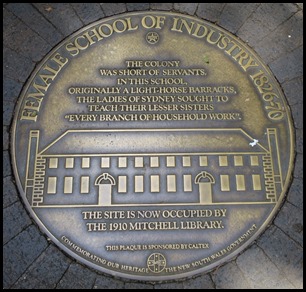 FEMALE SCHOOL OF INDUSTRY 1826-70
THE COLONY
WAS SHORT OF SERVANTS.
IN THIS SCHOOL,
ORIGINALLY A LIGHT-HORSE BARRACKS,
THE LADIES OF SYDNEY SOUGHT TO
TEACH THEIR LESSER SISTERS
"EVERY BRANCH OF HOUSEHOLD WORK".
THE SITE IS NOW OCCUPIED BY
THE 1910 MITCHELL LIBRARY.
THIS PLAQUE IS SPONSORED BY CALTEX
COMMEMORATING OUR HERITAGE THE NEW SOUTH WALES GOVERNMENT